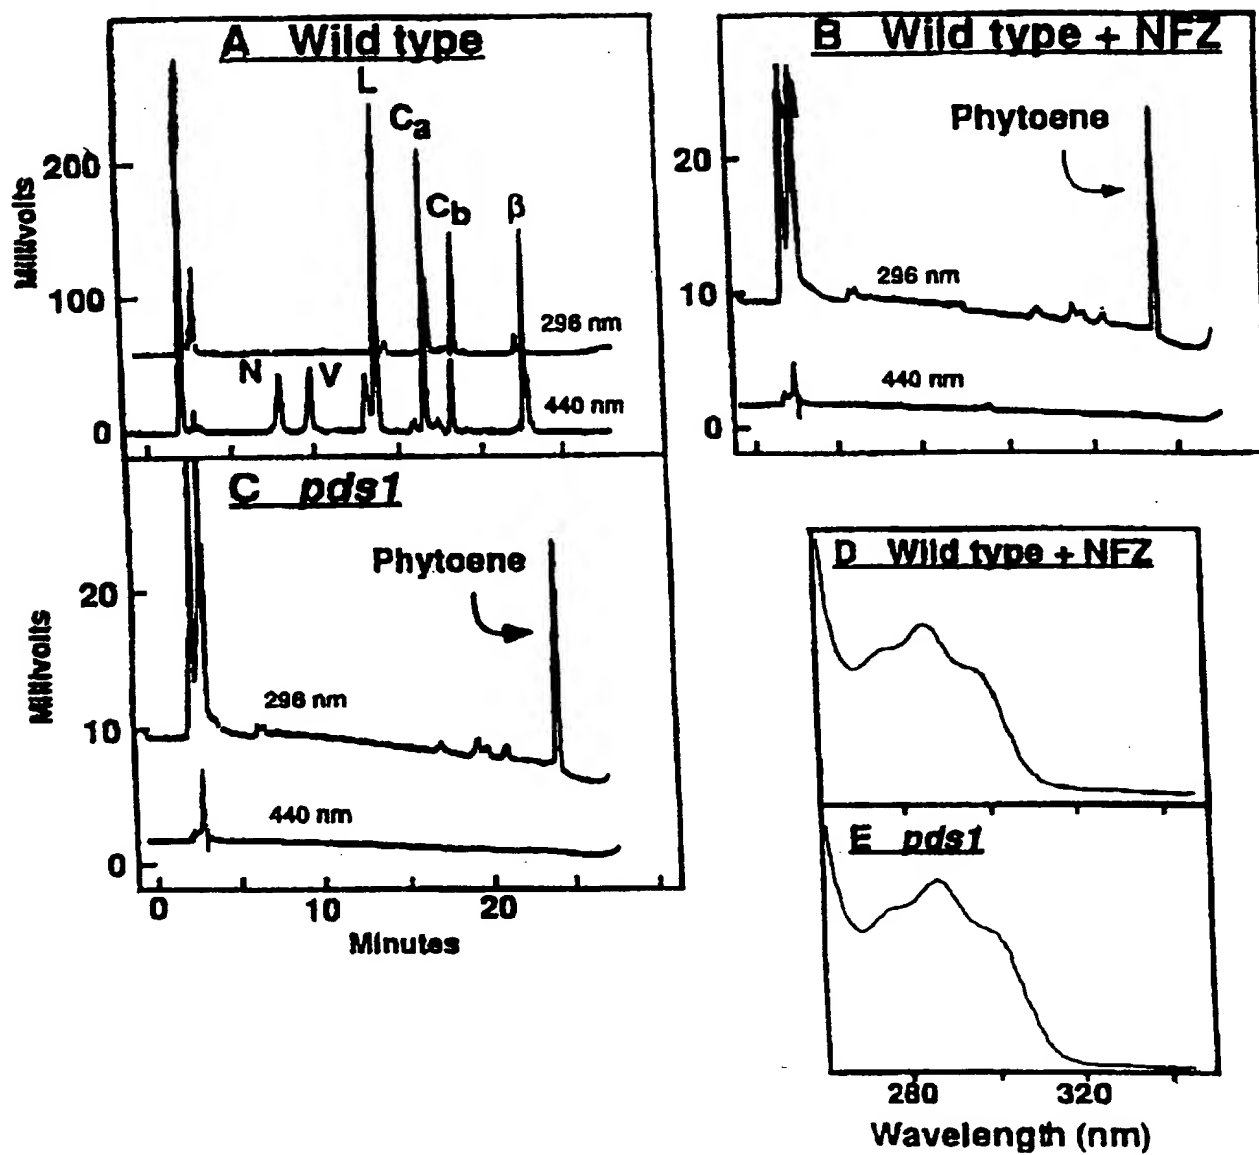 A Wild type
L
Ca
Cb
β
N
V
296 nm
440 nm
200
100
0
Millivolts
B Wild type + NFZ
Phytoene
20
10
0
296 nm
440 nm
C pds1
Phytoene
20
10
0
Millivolts
296 nm
440 nm
0 10 20
Minutes
D Wild type + NFZ
E pds1
280 320
Wavelength (nm)